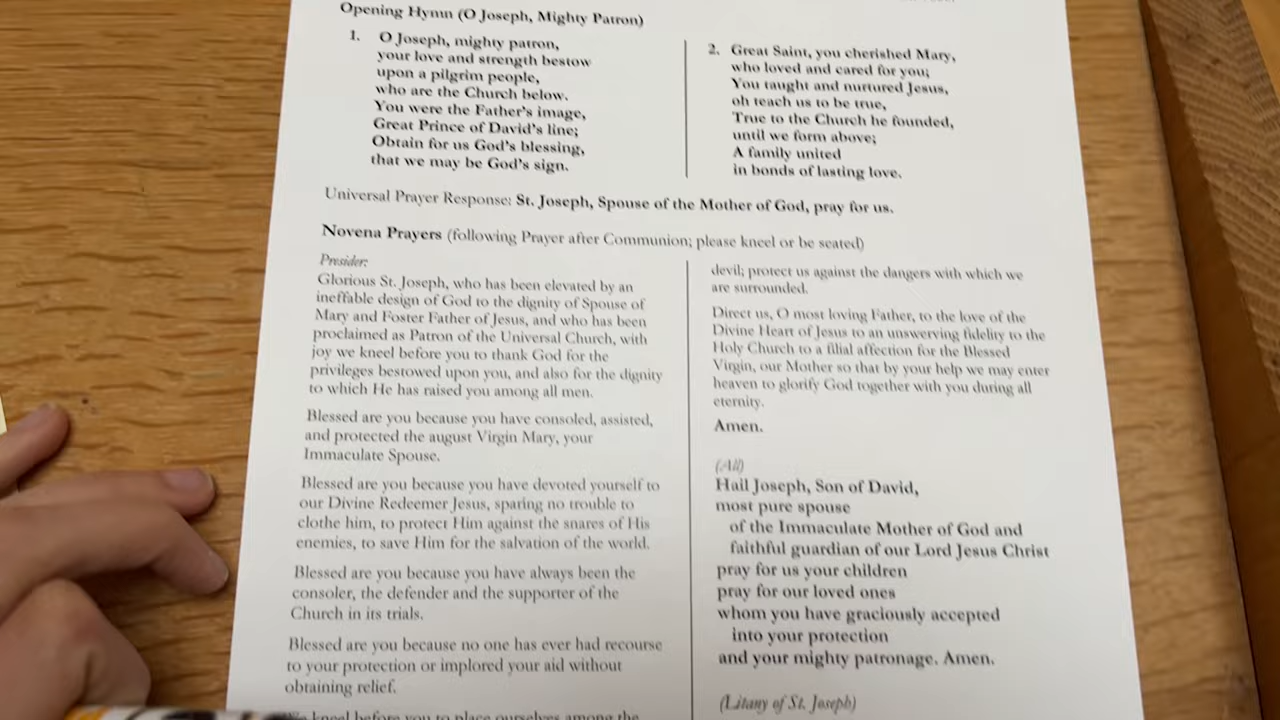 Opening Hymn (O Joseph, Mighty Patron)
1. O Joseph, mighty patron,
your love and strength bestow
upon a pilgrim people,
who are the Church below.
You were the Father's image,
Great Prince of David's line;
Obtain for us God's blessing,
that we may be God's sign.
2. Great Saint, you cherished Mary,
who loved and cared for you;
You taught and nurtured Jesus,
oh teach us to be true,
True to the Church he founded,
until we form above;
A family united
in bonds of lasting love.
Universal Prayer Response: St. Joseph, Spouse of the Mother of God, pray for us.
Novena Prayers (following Prayer after Communion; please kneel or be seated)
Presider:
Glorious St. Joseph, who has been elevated by an
ineffable design of God to the dignity of Spouse of
Mary and Foster Father of Jesus, and who has been
proclaimed as Patron of the Universal Church, with
joy we kneel before you to thank God for the
privileges bestowed upon you, and also for the dignity
to which He has raised you among all men.
Blessed are you because you have consoled, assisted,
and protected the august Virgin Mary, your
Immaculate Spouse.
Blessed are you because you have devoted yourself to
our Divine Redeemer Jesus, sparing no trouble to
clothe him, to protect Him against the snares of His
enemies, to save Him for the salvation of the world.
Blessed are you because you have always been the
consoler, the defender and the supporter of the
Church in its trials.
Blessed are you because no one has ever had recourse
to your protection or implored your aid without
obtaining relief.
kneel before you to place ourselves among the
devil; protect us against the dangers with which we
are surrounded.
Direct us, O most loving Father, to the love of the
Divine Heart of Jesus to an unswerving fidelity to the
Holy Church to a filial affection for the Blessed
Virgin, our Mother so that by your help we may enter
heaven to glorify God together with you during all
eternity.
Amen.
(All)
Hail Joseph, Son of David,
most pure spouse
of the Immaculate Mother of God and
faithful guardian of our Lord Jesus Christ
pray for us your children
pray for our loved ones
whom you have graciously accepted
into your protection
and your mighty patronage. Amen.
(Litany of St. Joseph)